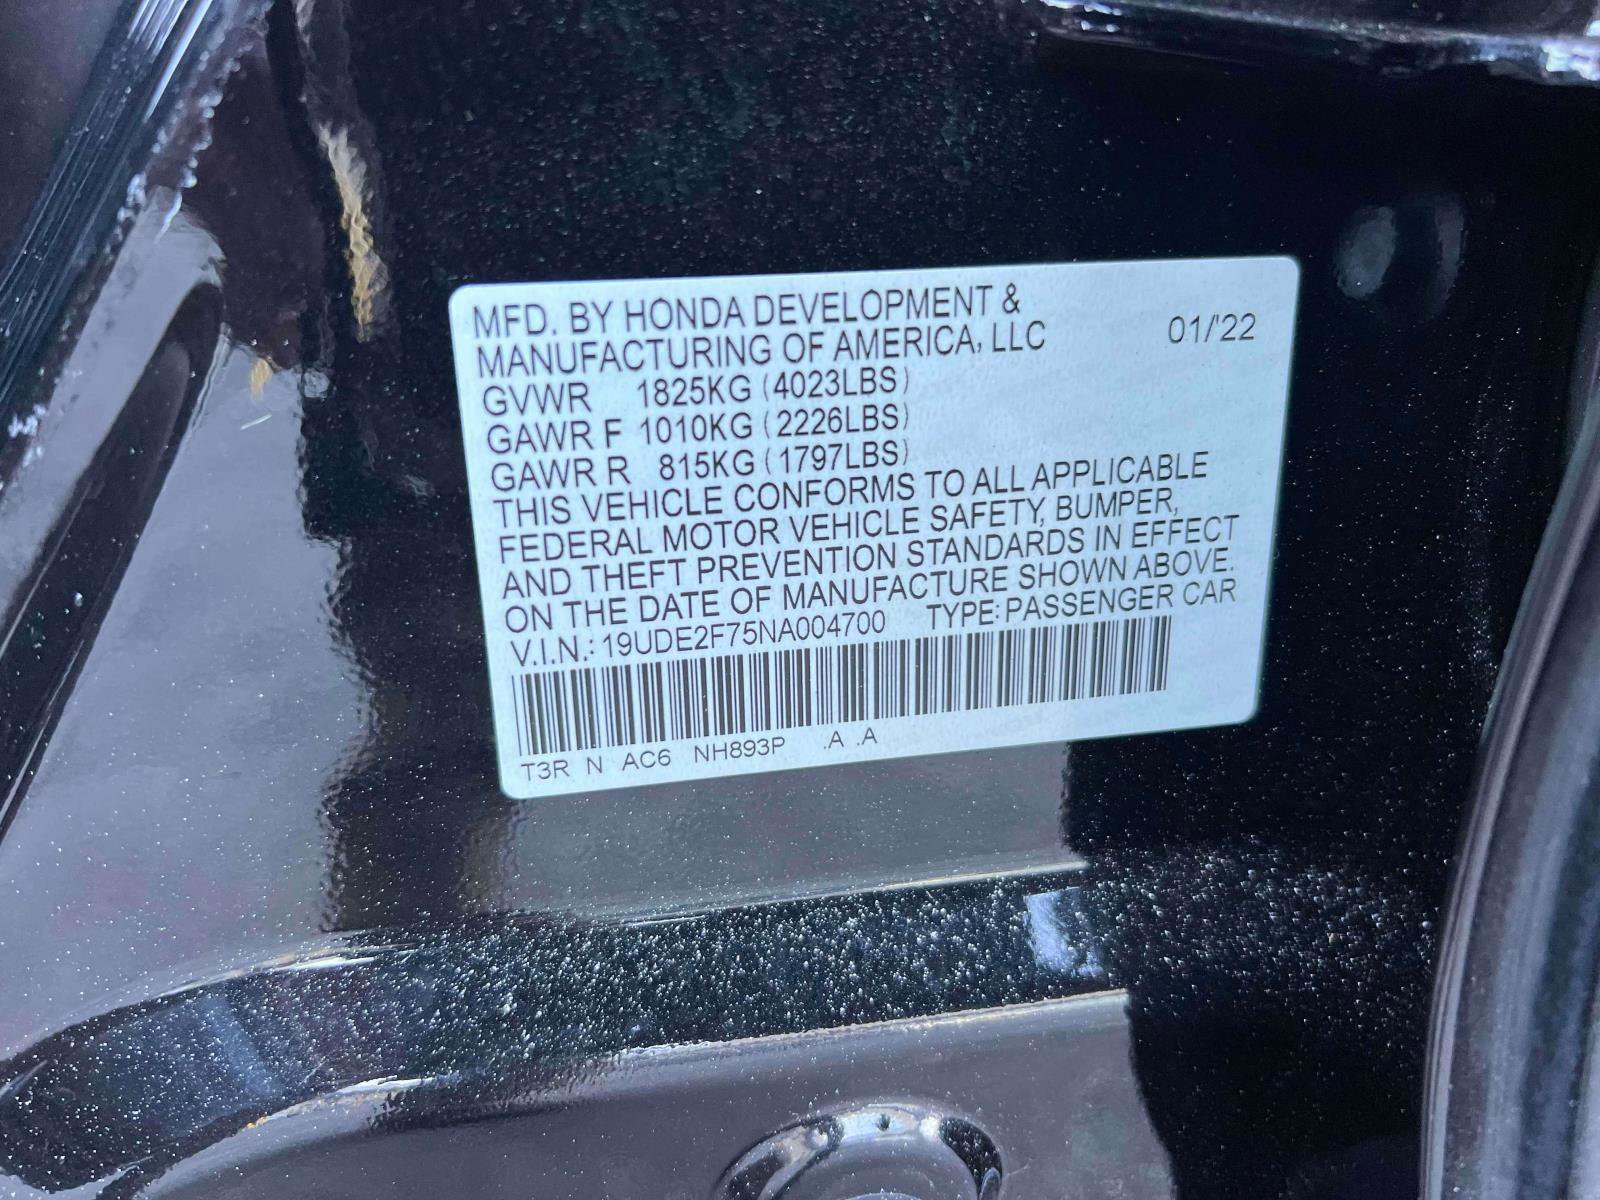 MFD. BY HONDA DEVELOPMENT &
MANUFACTURING OF AMERICA, LLC 01/'22
GVWR 1825KG (4023LBS)
GAWR F 1010KG (2226LBS)
GAWR R 815KG (1797LBS)
THIS VEHICLE CONFORMS TO ALL APPLICABLE
FEDERAL MOTOR VEHICLE SAFETY, BUMPER,
AND THEFT PREVENTION STANDARDS IN EFFECT
ON THE DATE OF MANUFACTURE SHOWN ABOVE.
V.I.N.: 19UDE2F75NA004700 TYPE: PASSENGER CAR
T3R N AC6 NH893P .A .A